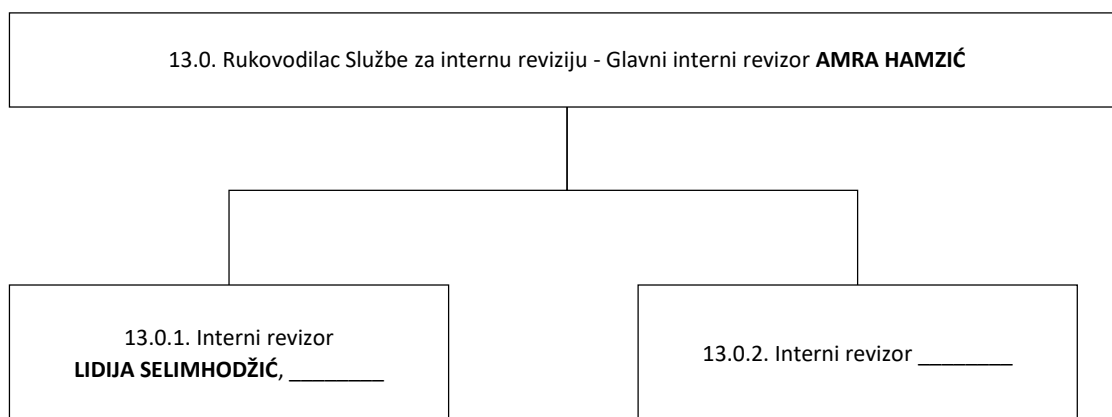 13.0. Rukovodilac Službe za internu reviziju - Glavni interni revizor AMRA HAMZIĆ
13.0.1. Interni revizor
LIDIJA SELIMHODŽIĆ, ________
13.0.2. Interni revizor ________